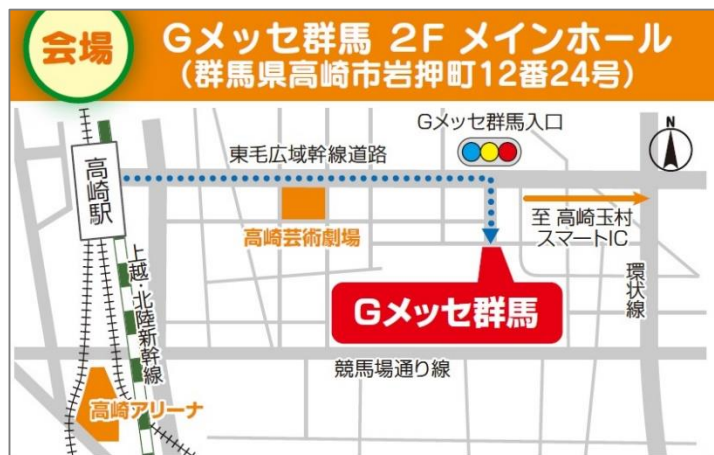 会場
Gメッセ群馬 2F メインホール
(群馬県高崎市岩押町12番24号)
Gメッセ群馬入口
N
東毛広域幹線道路
高崎駅
高崎芸術劇場
至 高崎玉村
スマートIC
上越・北陸新幹線
環状線
Gメッセ群馬
競馬場通り線
高崎アリーナ